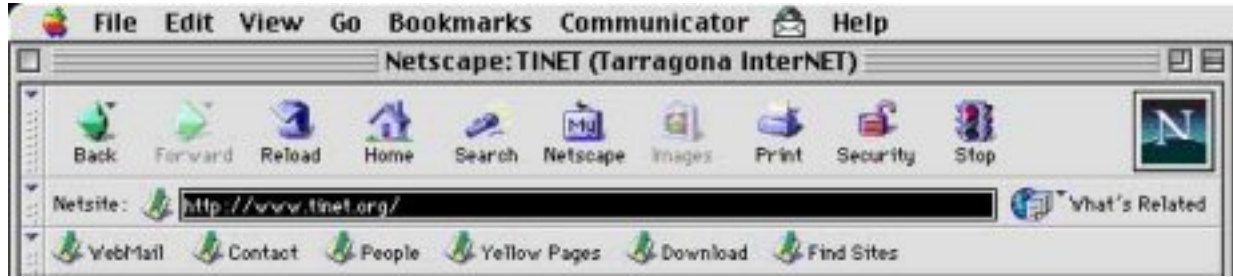 File Edit View Go Bookmarks Communicator Help
Netscape: TINET (Tarragona InterNET)
My
N
Back Forward Reload Home Search Netscape Images Print Security Stop
Netsite: http://www.tinet.org/ What's Related
WebMail Contact People Yellow Pages Download Find Sites